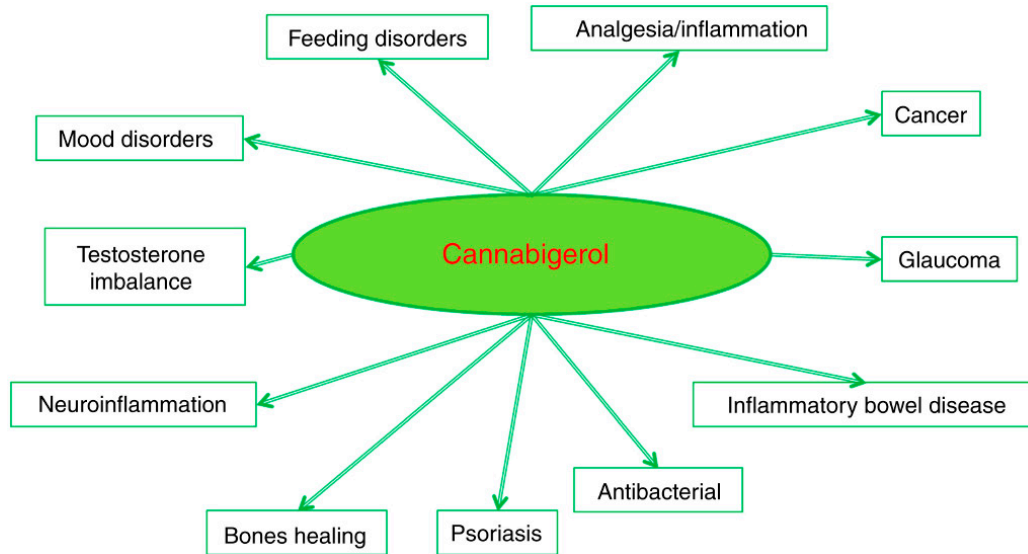 Feeding disorders
Analgesia/inflammation
Mood disorders
Cancer
Testosterone
imbalance
Cannabigerol
Glaucoma
Neuroinflammation
Inflammatory bowel disease
Antibacterial
Bones healing
Psoriasis